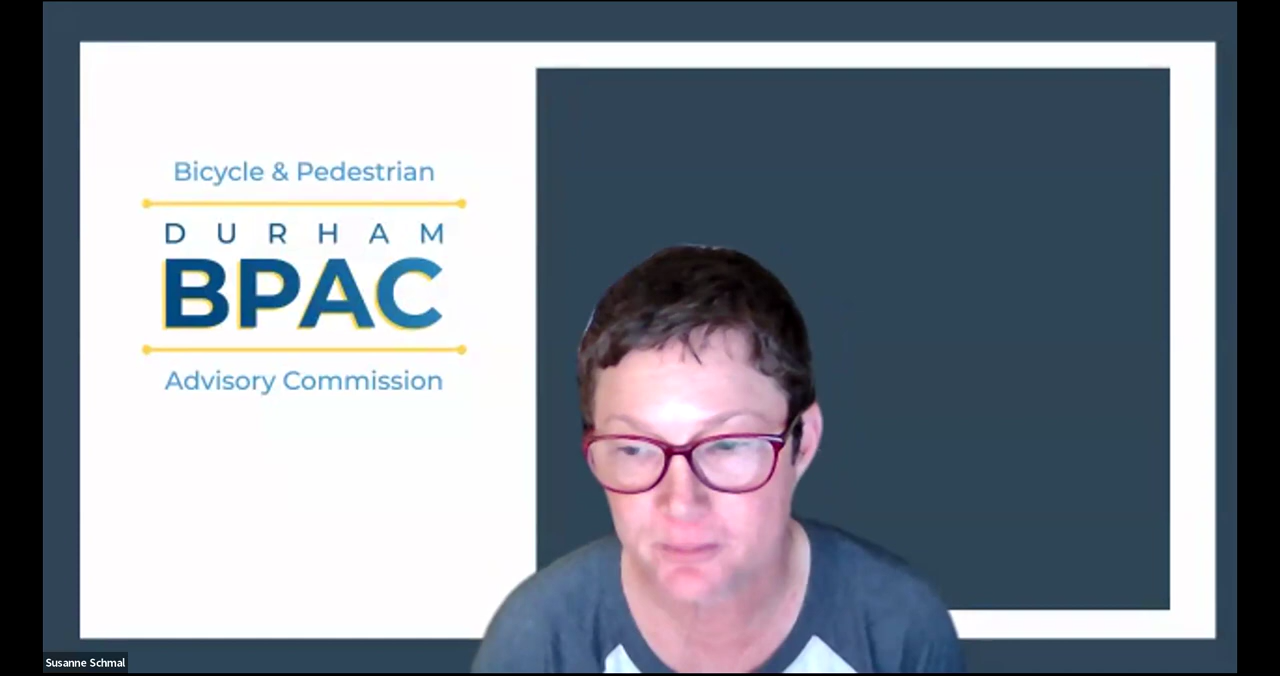 Bicycle & Pedestrian
DURHAM
BPAC
Advisory Commission
Susanne Schmal